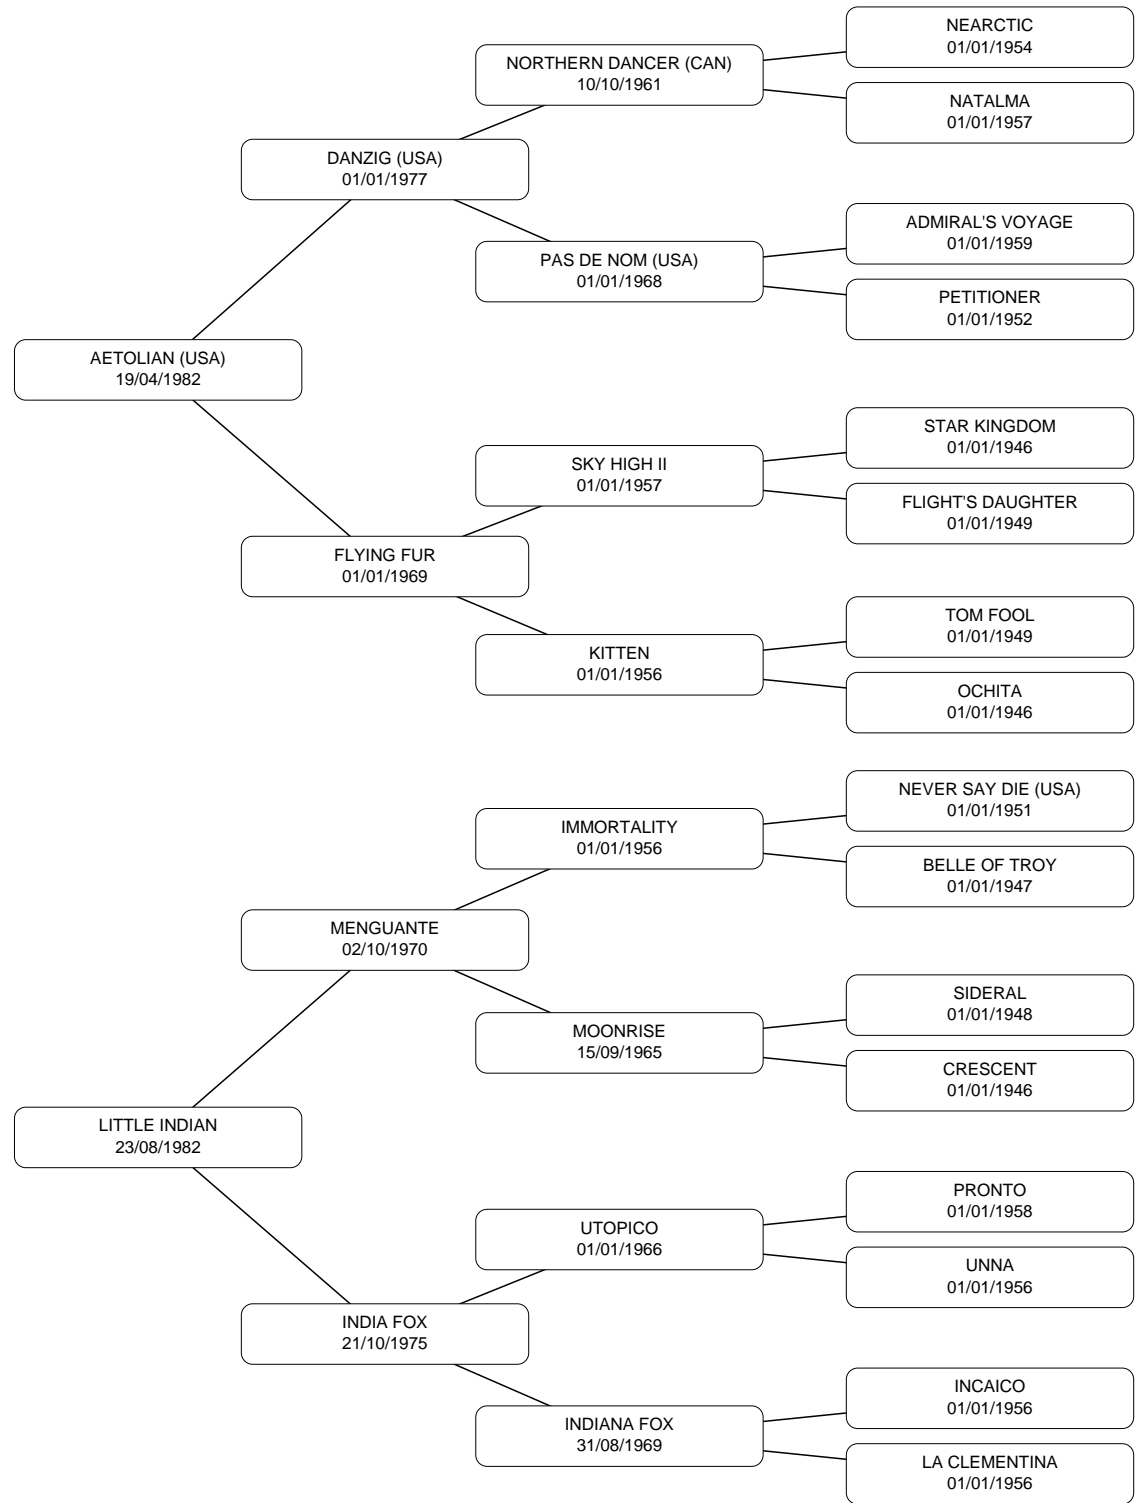 NEARCTIC
01/01/1954
NORTHERN DANCER (CAN)
10/10/1961
NATALMA
01/01/1957
DANZIG (USA)
01/01/1977
ADMIRAL'S VOYAGE
01/01/1959
PAS DE NOM (USA)
01/01/1968
PETITIONER
01/01/1952
AETOLIAN (USA)
19/04/1982
STAR KINGDOM
01/01/1946
SKY HIGH II
01/01/1957
FLIGHT'S DAUGHTER
01/01/1949
FLYING FUR
01/01/1969
TOM FOOL
01/01/1949
KITTEN
01/01/1956
OCHITA
01/01/1946
NEVER SAY DIE (USA)
01/01/1951
IMMORTALITY
01/01/1956
BELLE OF TROY
01/01/1947
MENGUANTE
02/10/1970
SIDERAL
01/01/1948
MOONRISE
15/09/1965
CRESCENT
01/01/1946
LITTLE INDIAN
23/08/1982
PRONTO
01/01/1958
UTOPICO
01/01/1966
UNNA
01/01/1956
INDIA FOX
21/10/1975
INCAICO
01/01/1956
INDIANA FOX
31/08/1969
LA CLEMENTINA
01/01/1956